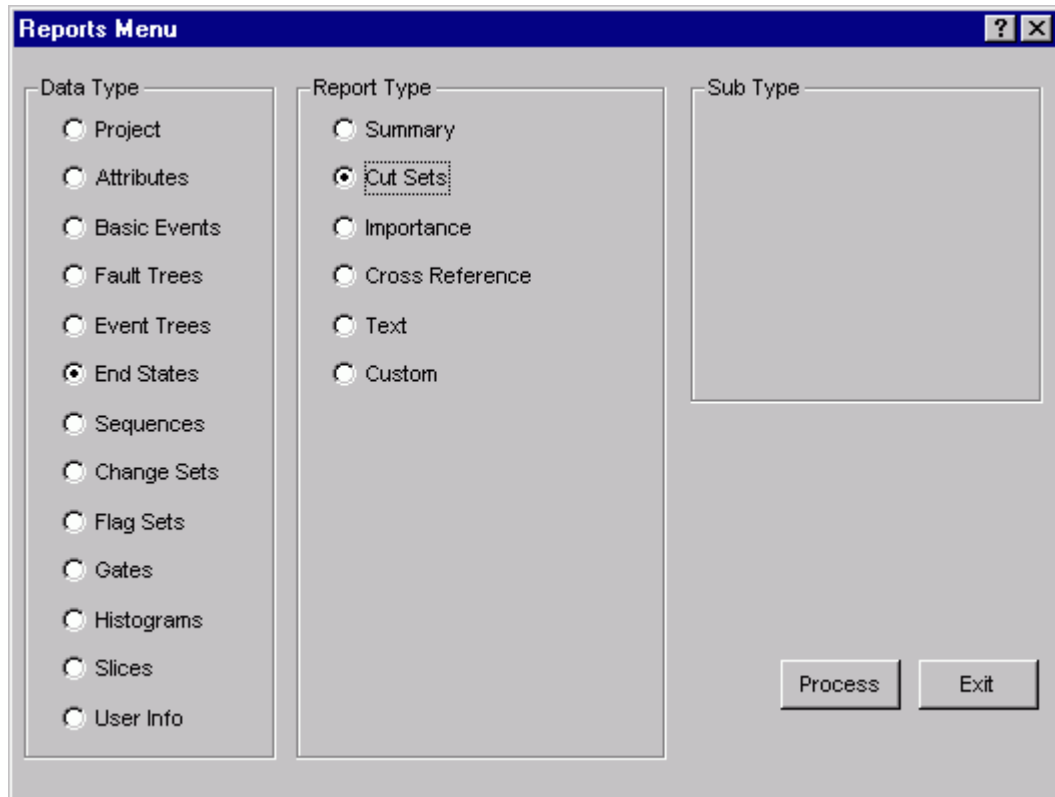 Reports Menu
Data Type
Project
Attributes
Basic Events
Fault Trees
Event Trees
End States
Sequences
Change Sets
Flag Sets
Gates
Histograms
Slices
User Info
Report Type
Summary
Cut Sets
Importance
Cross Reference
Text
Custom
Sub Type
Process
Exit